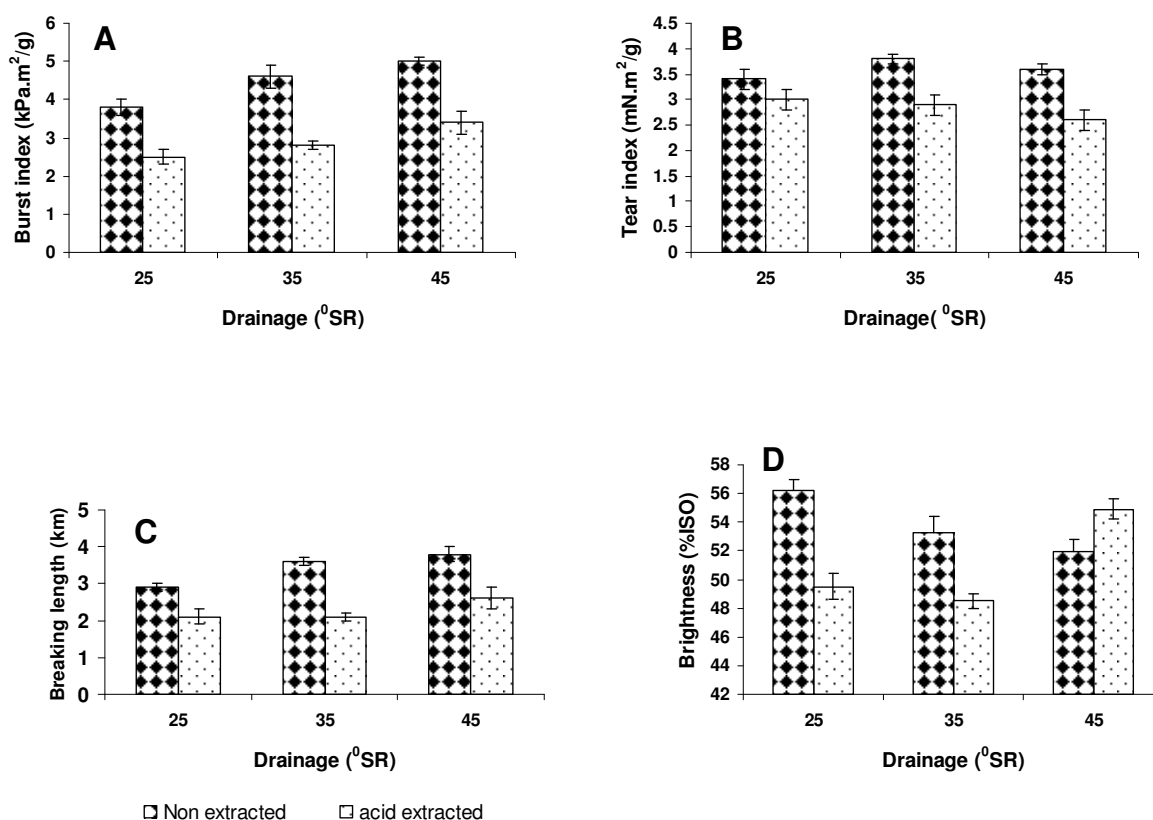 A
Burst index (kPa.m²/g)
6
5
4
3
2
1
0
25 35 45
Drainage (⁰SR)
B
Tear index (mN.m²/g)
4.5
4
3.5
3
2.5
2
1.5
1
0.5
0
25 35 45
Drainage( ⁰SR)
C
Breaking length (km)
5
4
3
2
1
0
25 35 45
Drainage (⁰SR)
D
Brightness (%ISO)
58
56
54
52
50
48
46
44
42
25 35 45
Drainage (⁰SR)
Non extracted acid extracted